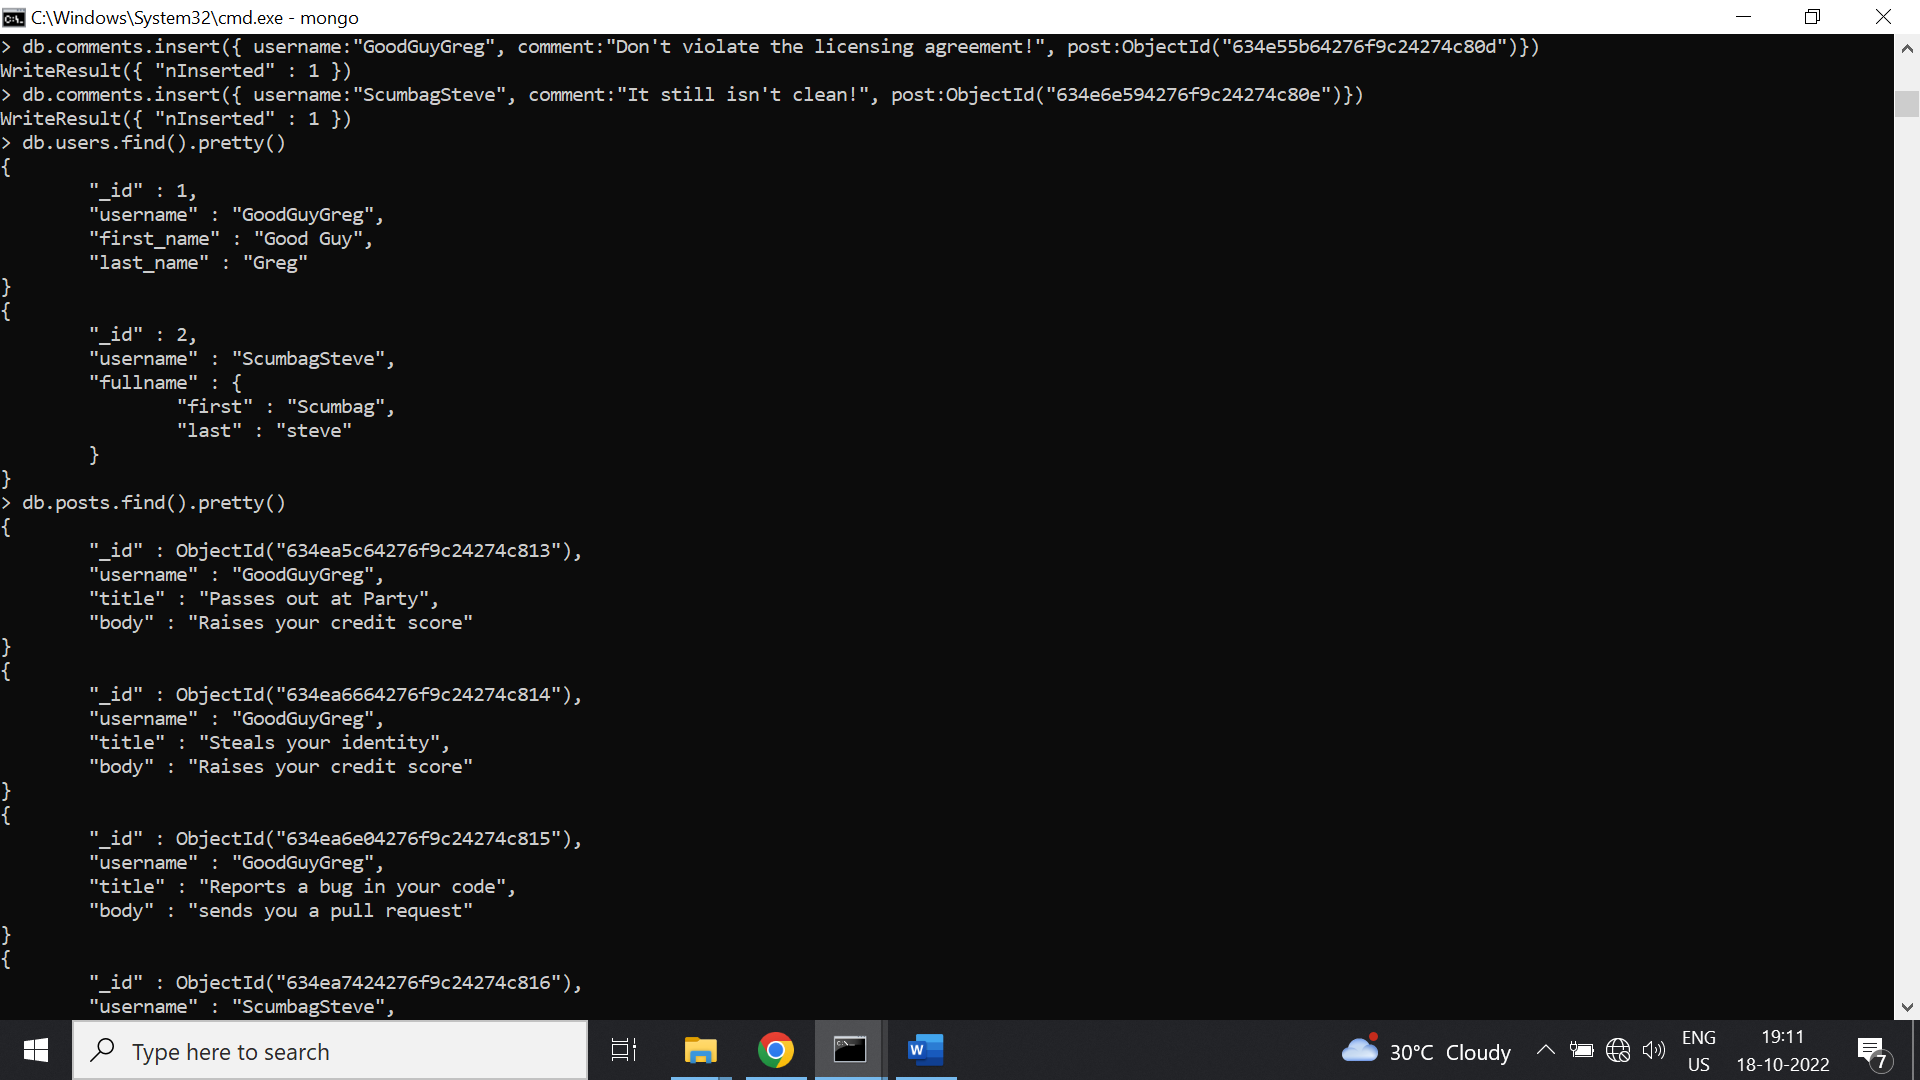 C:\Windows\System32\cmd.exe - mongo
> db.comments.insert({ username:"GoodGuyGreg", comment:"Don't violate the licensing agreement!", post:ObjectId("634e55b64276f9c24274c80d")})
WriteResult({ "nInserted" : 1 })
> db.comments.insert({ username:"ScumbagSteve", comment:"It still isn't clean!", post:ObjectId("634e6e594276f9c24274c80e")})
WriteResult({ "nInserted" : 1 })
> db.users.find().pretty()
{
        "_id" : 1,
        "username" : "GoodGuyGreg",
        "first_name" : "Good Guy",
        "last_name" : "Greg"
}
{
        "_id" : 2,
        "username" : "ScumbagSteve",
        "fullname" : {
                "first" : "Scumbag",
                "last" : "steve"
        }
}
> db.posts.find().pretty()
{
        "_id" : ObjectId("634ea5c64276f9c24274c813"),
        "username" : "GoodGuyGreg",
        "title" : "Passes out at Party",
        "body" : "Raises your credit score"
}
{
        "_id" : ObjectId("634ea6664276f9c24274c814"),
        "username" : "GoodGuyGreg",
        "title" : "Steals your identity",
        "body" : "Raises your credit score"
}
{
        "_id" : ObjectId("634ea6e04276f9c24274c815"),
        "username" : "GoodGuyGreg",
        "title" : "Reports a bug in your code",
        "body" : "sends you a pull request"
}
{
        "_id" : ObjectId("634ea7424276f9c24274c816"),
        "username" : "ScumbagSteve",
Type here to search
30°C Cloudy
ENG
US
19:11
18-10-2022
7